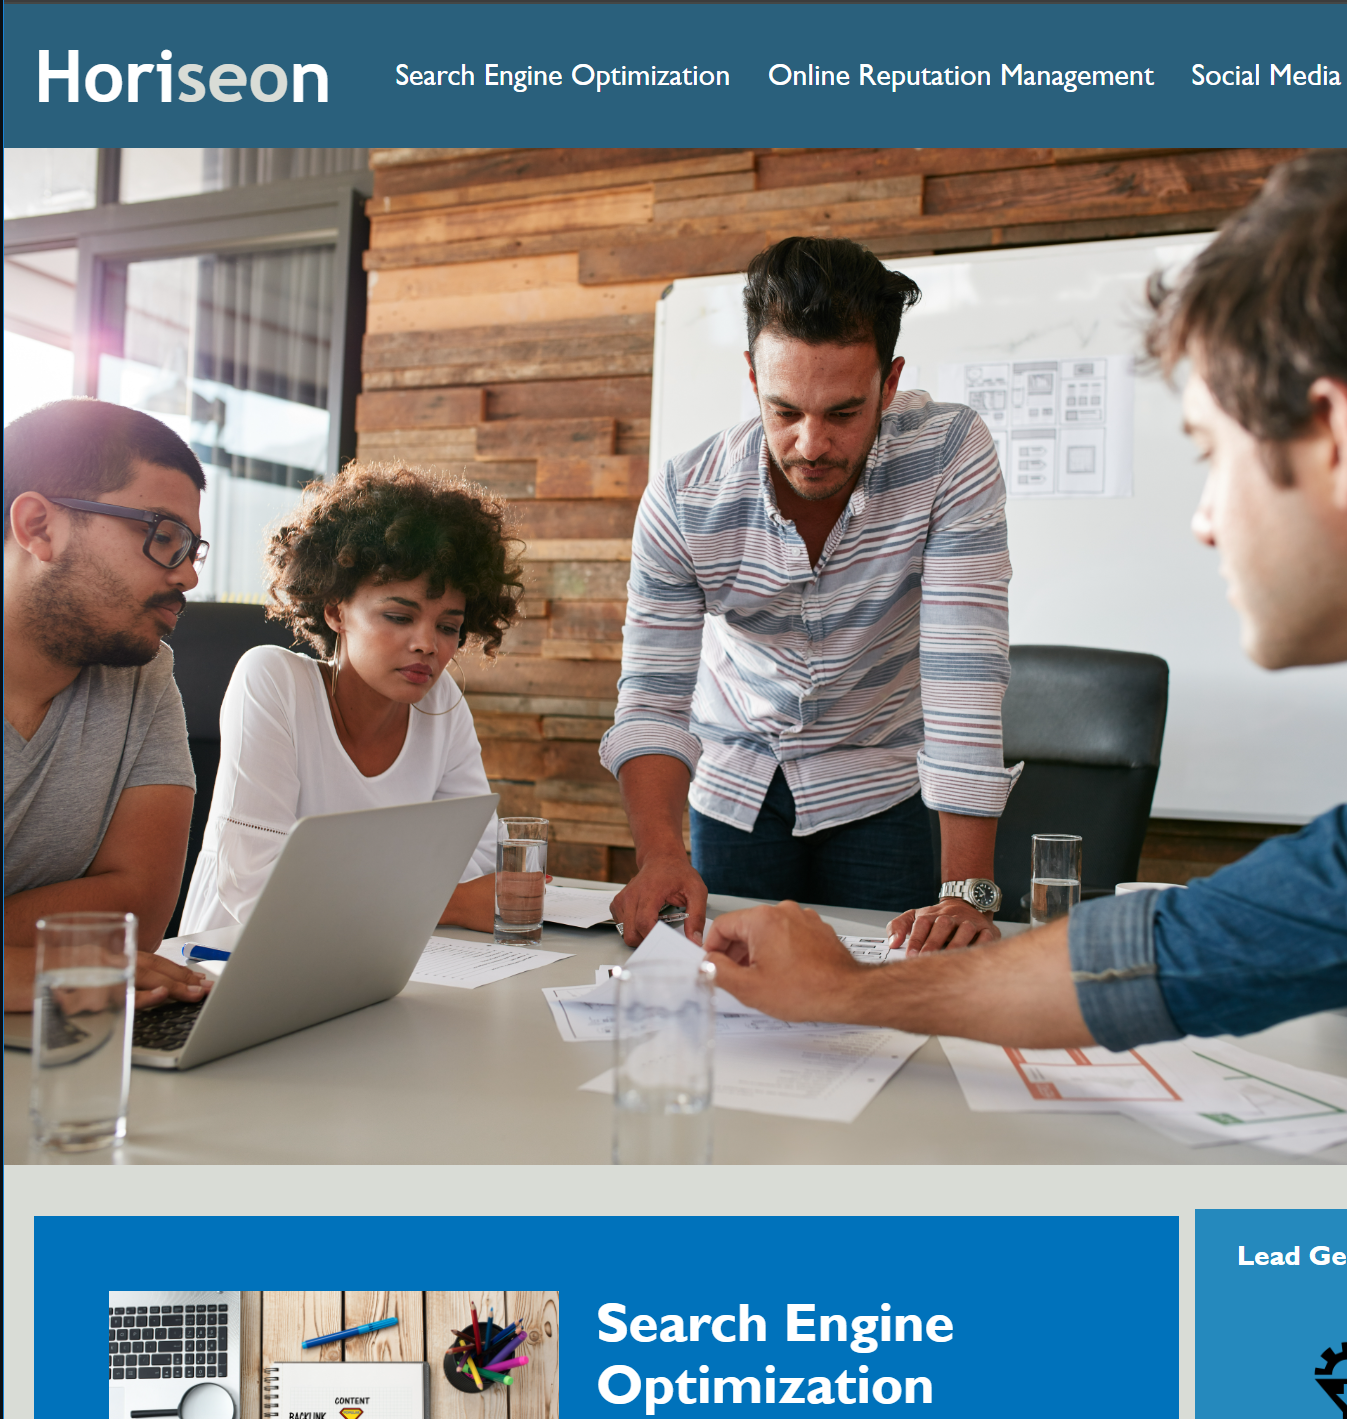 Horiseon
Search Engine Optimization
Online Reputation Management
Social Media
Lead Ge
Search Engine
Optimization
CONTENT
BACKLINK